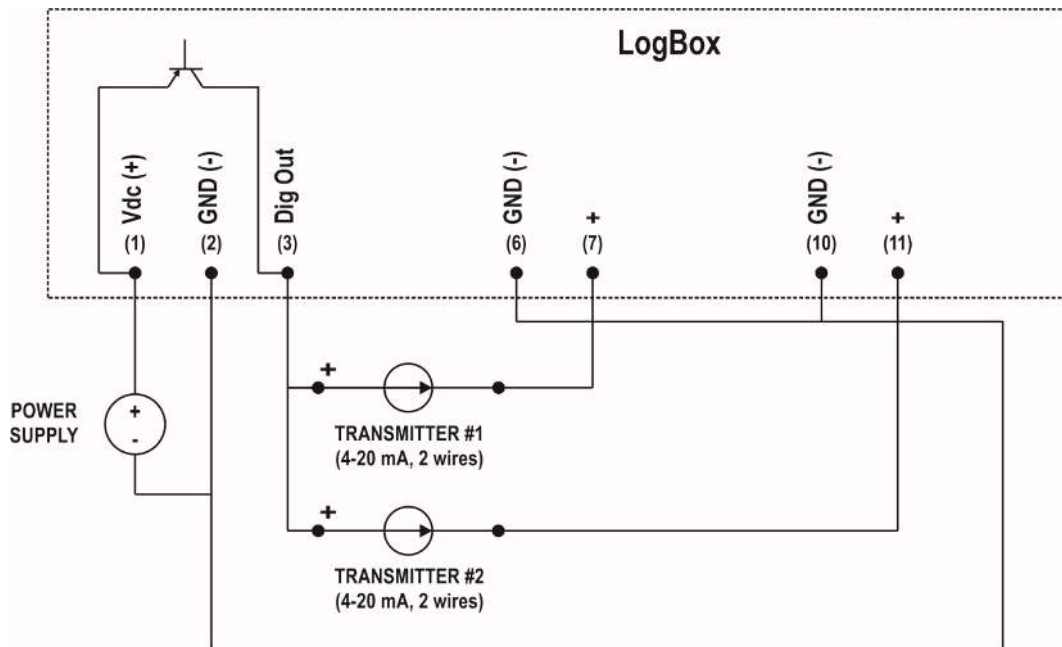 LogBox
Vdc (+)
GND (-)
Dig Out
GND (-)
+
GND (-)
+
(1)
(2)
(3)
(6)
(7)
(10)
(11)
+
POWER
SUPPLY
+
-
TRANSMITTER #1
(4-20 mA, 2 wires)
+
TRANSMITTER #2
(4-20 mA, 2 wires)